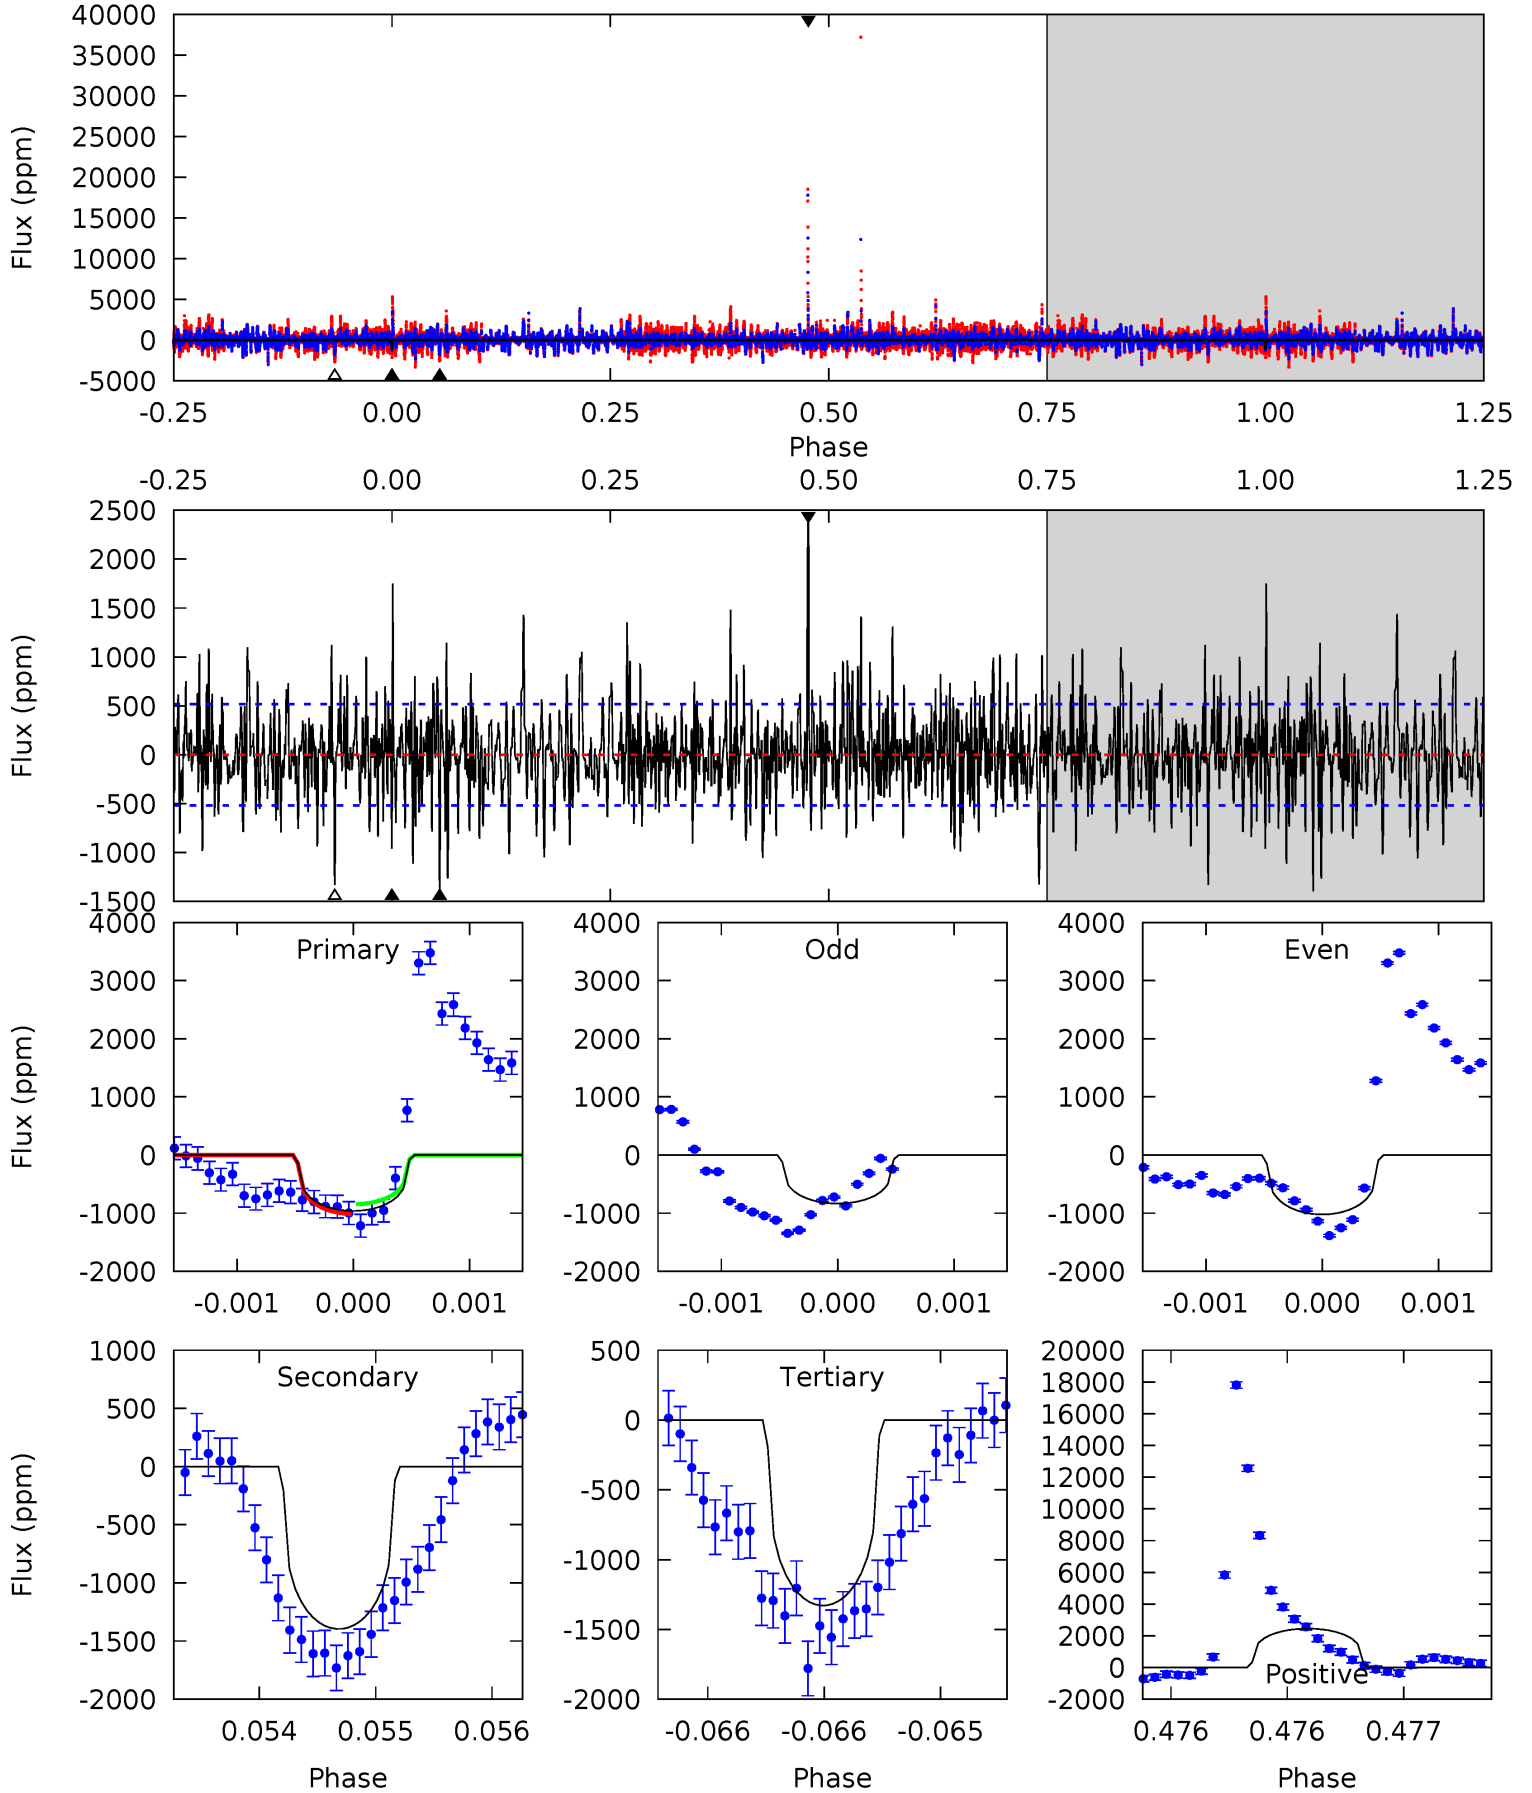 40000
35000
30000
25000
20000
15000
10000
5000
0
-5000
Flux (ppm)
-0.25 0.00 0.25 0.50 0.75 1.00 1.25
Phase
-0.25 0.00 0.25 0.50 0.75 1.00 1.25
2500
2000
1500
1000
500
0
-500
-1000
-1500
Flux (ppm)
Primary
4000
3000
2000
1000
0
-1000
-2000
Flux (ppm)
-0.001 0.000 0.001
Odd
4000
3000
2000
1000
0
-1000
-2000
-0.001 0.000 0.001
Even
4000
3000
2000
1000
0
-1000
-2000
-0.001 0.000 0.001
Secondary
1000
500
0
-500
-1000
-1500
-2000
Flux (ppm)
0.054 0.055 0.056
Phase
Tertiary
500
0
-500
-1000
-1500
-2000
-0.066 -0.066 -0.065
Phase
20000
18000
16000
14000
12000
10000
8000
6000
4000
2000
0
-2000
Positive
0.476 0.476 0.477
Phase